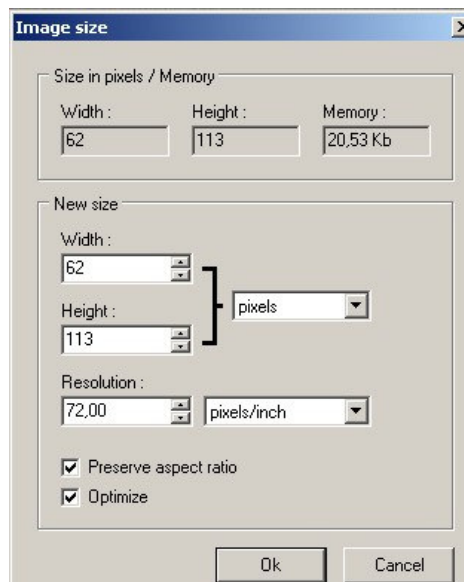 Image size
Size in pixels / Memory
Width : Height : Memory :
62 113 20,53 Kb
New size
Width :
62
pixels
Height :
113
Resolution :
72,00 pixels/inch
Preserve aspect ratio
Optimize
Ok Cancel